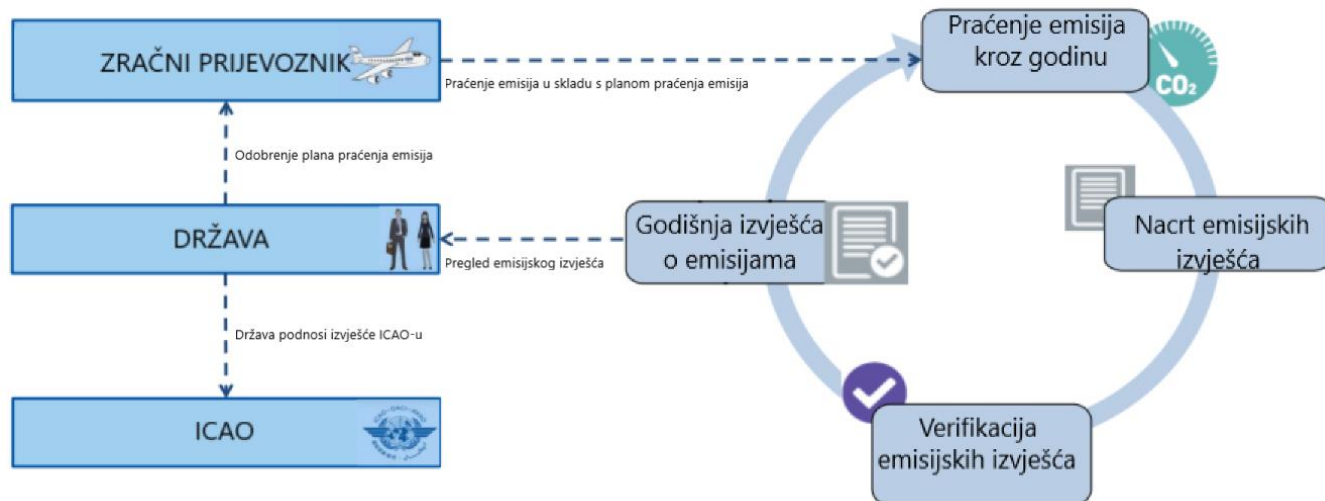 ZRAČNI PRIJEVOZNIK
Praćenje emisija u skladu s planom praćenja emisija
Praćenje emisija
kroz godinu
CO₂
Odobrenje plana praćenja emisija
DRŽAVA
Pregled emisijskog izvješća
Godišnja izvješća
o emisijama
Nacrt emisijskih
izvješća
Država podnosi izvješće ICAO-u
ICAO
Verifikacija
emisijskih izvješća